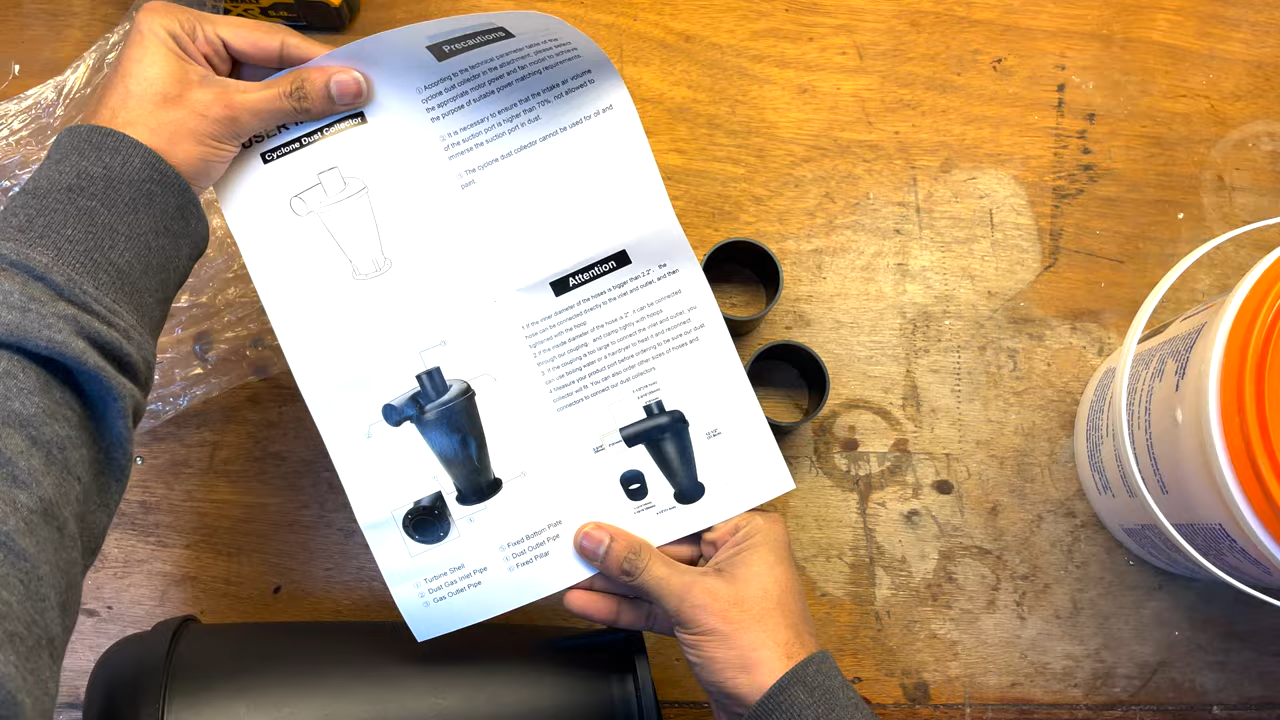 Cyclone Dust Collector
Precautions
① According to the technical parameter table of the
cyclone dust collector in the attachment, please select
the appropriate motor power and fan model to achieve
the purpose of suitable power matching requirements.
② It is necessary to ensure that the intake air volume
of the suction port is higher than 70%, not allowed to
immerse the suction port in dust.
The cyclone dust collector cannot be used for oil and
paint.
Attention
1 If the inner diameter of the hoses is bigger than 2.2", the
hose can be connected directly to the inlet and outlet, and then
tightened with the hoop.
2 If the inside diameter of the hose is 2" it can be connected
through our coupling, and clamp tightly with hoops
3 If the coupling is too large to connect the inlet and outlet, you
can use boiling water or a hairdryer to heat it and reconnect
4 Measure your product port before ordering to be sure our dust
collector will fit. You can also order other sizes of hoses and
connectors to connect our dust collectors
① Turbine Shell
② Dust Gas Inlet Pipe
③ Gas Outlet Pipe
Fixed Bottom Plate
Dust Outlet Pipe
Fixed Pillar